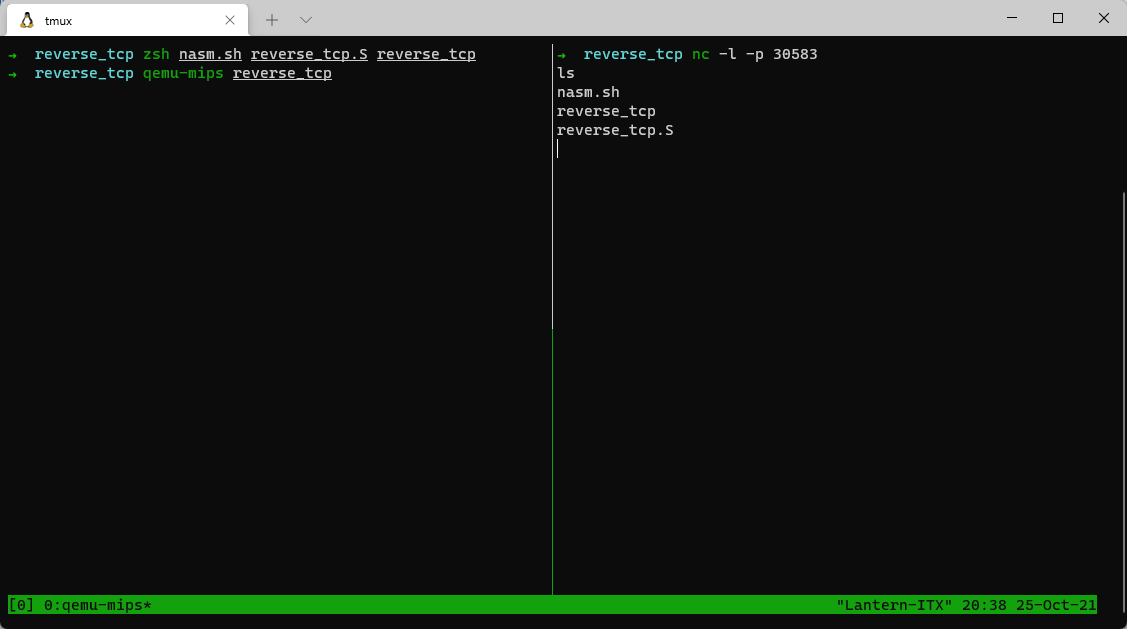 tmux
→ reverse_tcp zsh nasm.sh reverse_tcp.S reverse_tcp
→ reverse_tcp qemu-mips reverse_tcp
→ reverse_tcp nc -l -p 30583
ls
nasm.sh
reverse_tcp
reverse_tcp.S
[0] 0:qemu-mips* "Lantern-ITX" 20:38 25-Oct-21